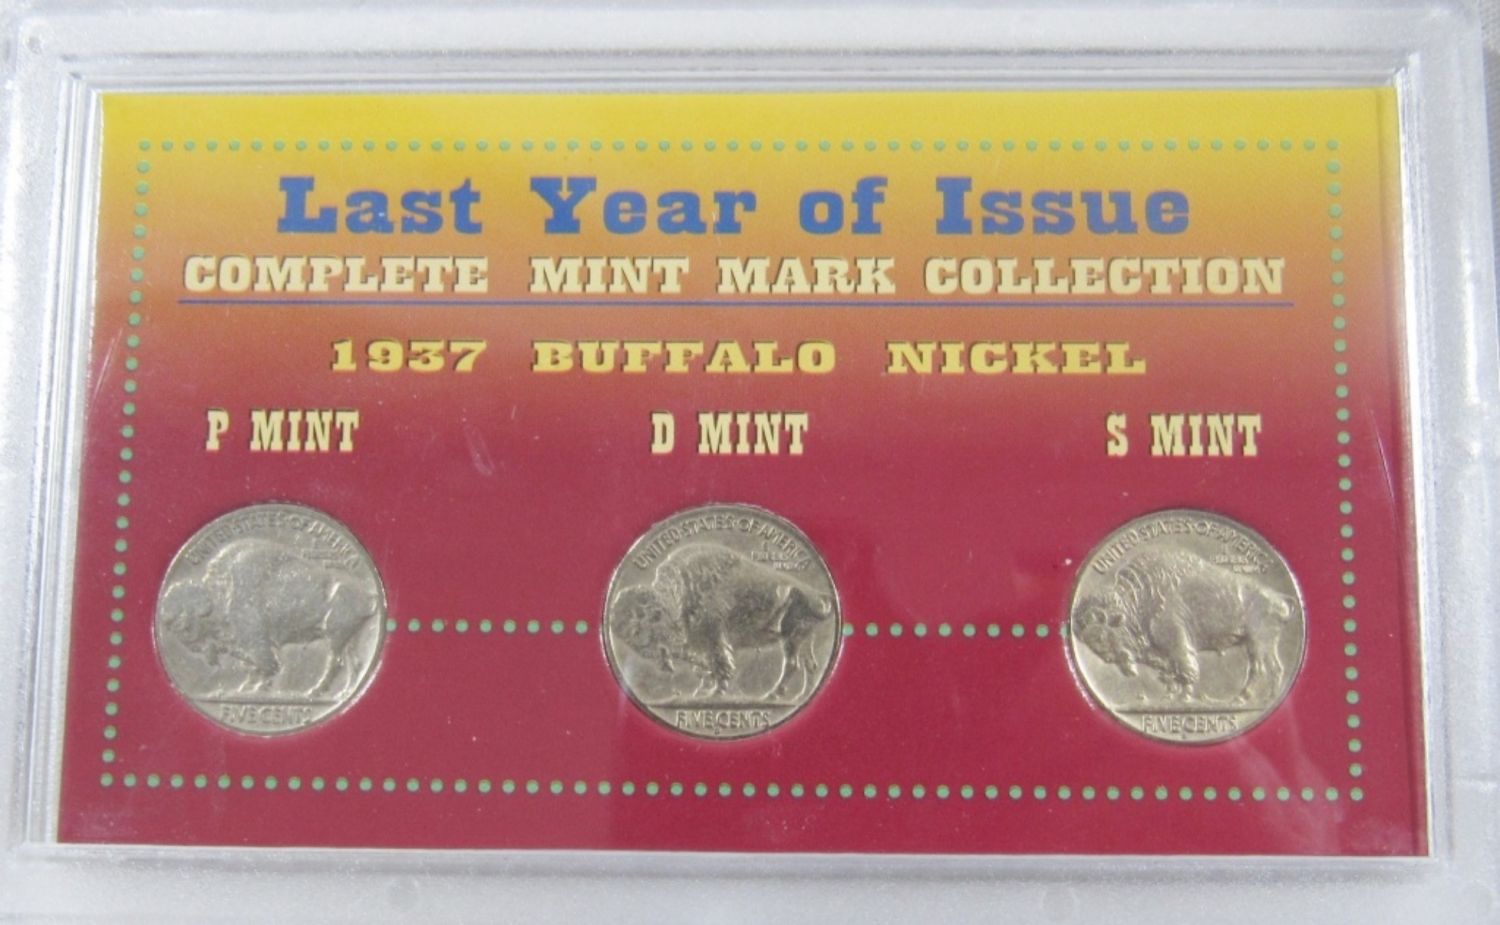 Last Year of Issue
COMPLETE MINT MARK COLLECTION
1937 BUFFALO NICKEL
P MINT D MINT S MINT
UNITED STATES OF AMERICA UNITED STATES OF AMERICA UNITED STATES OF AMERICA
FIVE CENTS FIVE CENTS FIVE CENTS